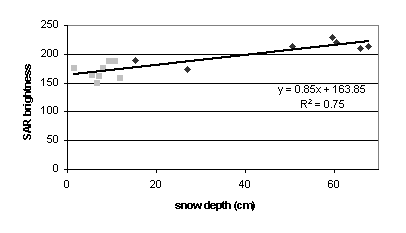 250
200
150
100
50
0
SAR brightness
y = 0.85x + 163.85
R² = 0.75
0 20 40 60
snow depth (cm)